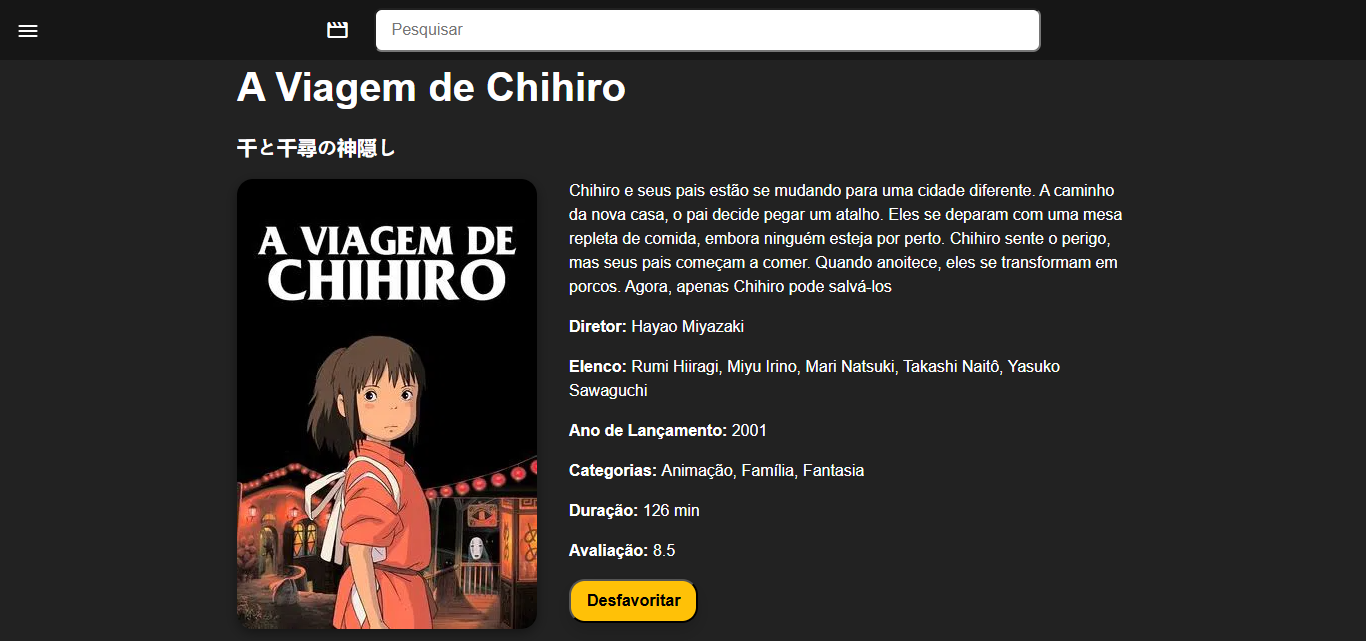 Pesquisar
A Viagem de Chihiro
千と千尋の神隠し
A VIAGEM DE
CHIHIRO
Chihiro e seus pais estão se mudando para uma cidade diferente. A caminho
da nova casa, o pai decide pegar um atalho. Eles se deparam com uma mesa
repleta de comida, embora ninguém esteja por perto. Chihiro sente o perigo,
mas seus pais começam a comer. Quando anoitece, eles se transformam em
porcos. Agora, apenas Chihiro pode salvá-los
Diretor: Hayao Miyazaki
Elenco: Rumi Hiiragi, Miyu Irino, Mari Natsuki, Takashi Naitô, Yasuko
Sawaguchi
Ano de Lançamento: 2001
Categorias: Animação, Família, Fantasia
Duração: 126 min
Avaliação: 8.5
Desfavoritar